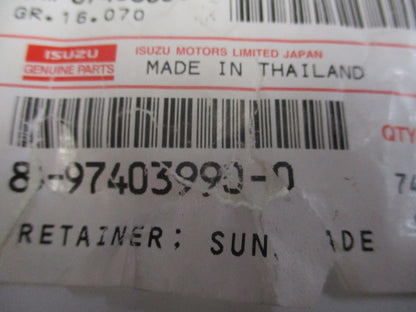 GR.16.070
ISUZU
GENUINE PARTS
ISUZU MOTORS LIMITED JAPAN
MADE IN THAILAND
QTY
8-97403990-0
RETAINER; SUN